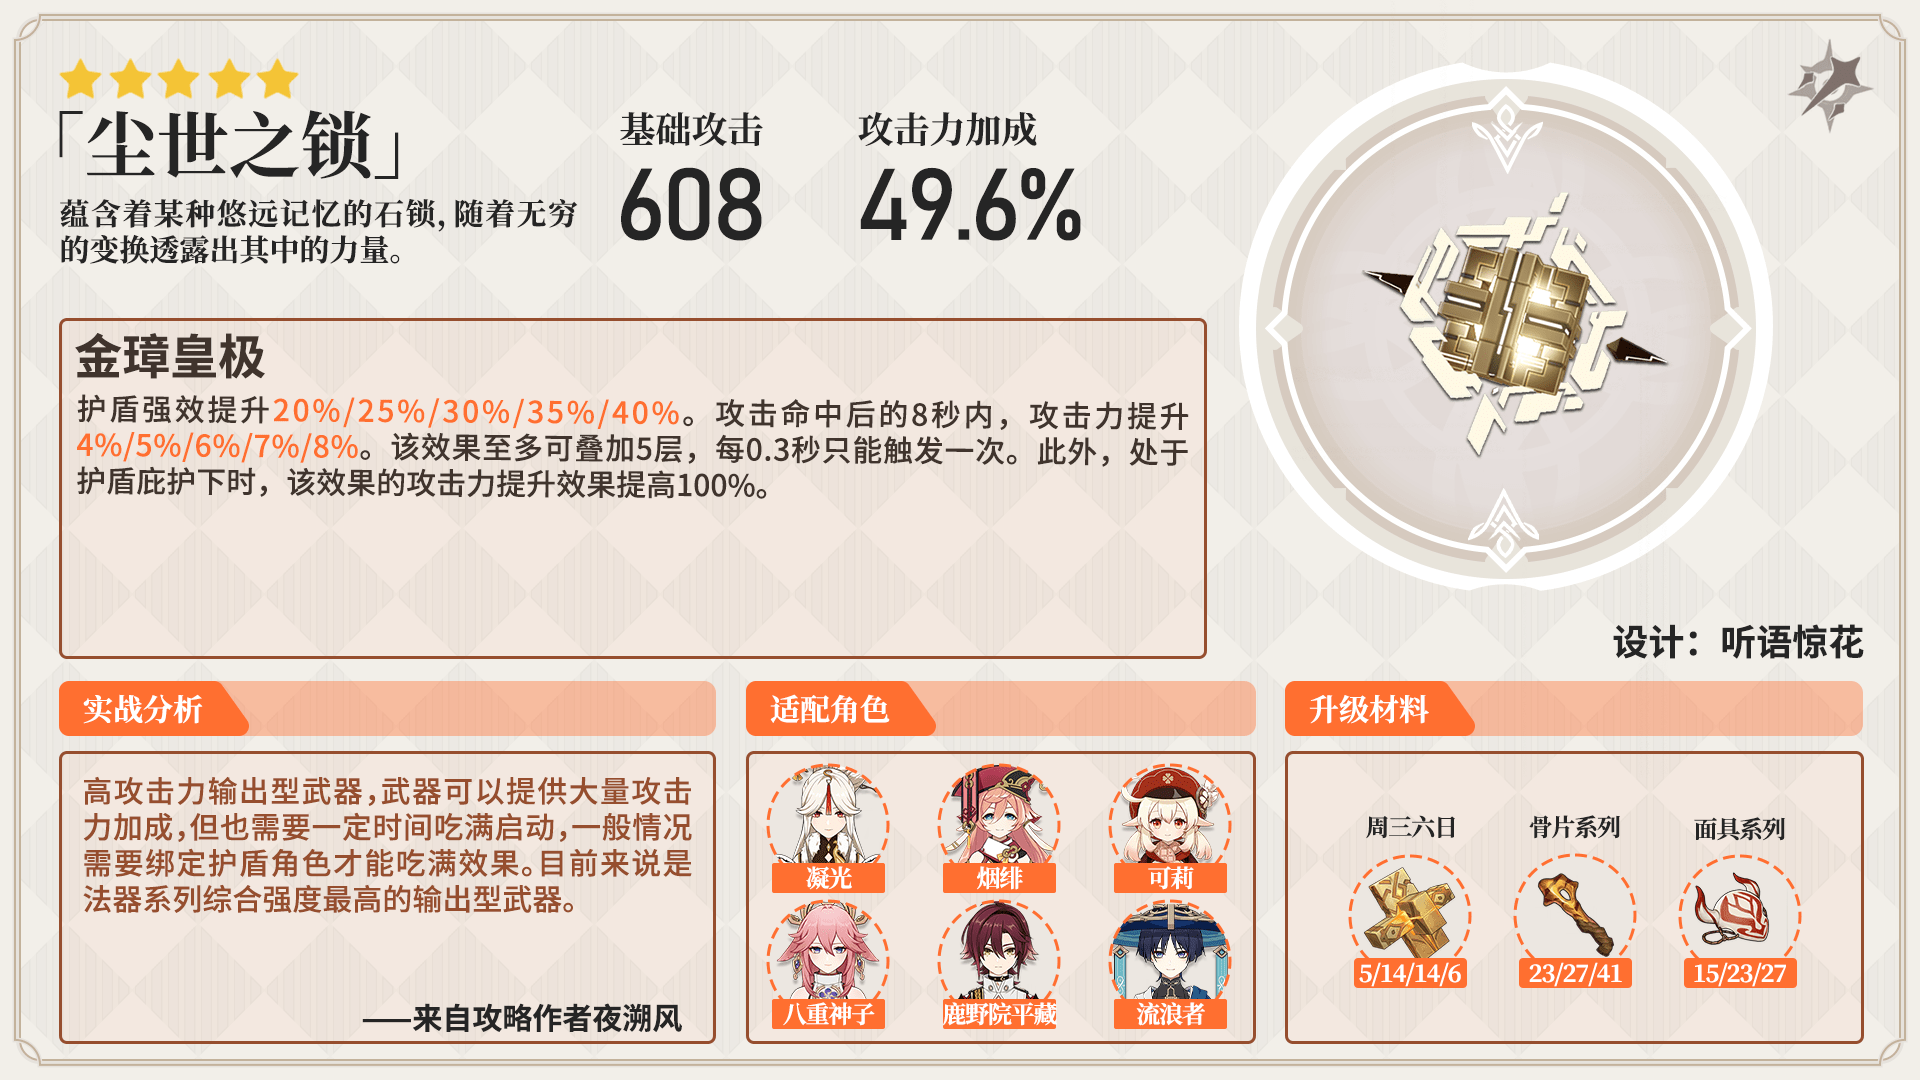 「尘世之锁」
蕴含着某种悠远记忆的石锁，随着无穷
的变换透露出其中的力量。
基础攻击
608
攻击力加成
49.6%
金璋皇极
护盾强效提升20%/25%/30%/35%/40%。攻击命中后的8秒内，攻击力提升
4%/5%/6%/7%/8%。该效果至多可叠加5层，每0.3秒只能触发一次。此外，处于
护盾庇护下时，该效果的攻击力提升效果提高100%。
设计：听语惊花
实战分析
高攻击力输出型武器，武器可以提供大量攻击
力加成，但也需要一定时间吃满启动，一般情况
需要绑定护盾角色才能吃满效果。目前来说是
法器系列综合强度最高的输出型武器。
——来自攻略作者夜溯风
适配角色
凝光
烟绯
可莉
八重神子
鹿野院平藏
流浪者
升级材料
周三六日
骨片系列
面具系列
5/14/14/6
23/27/41
15/23/27